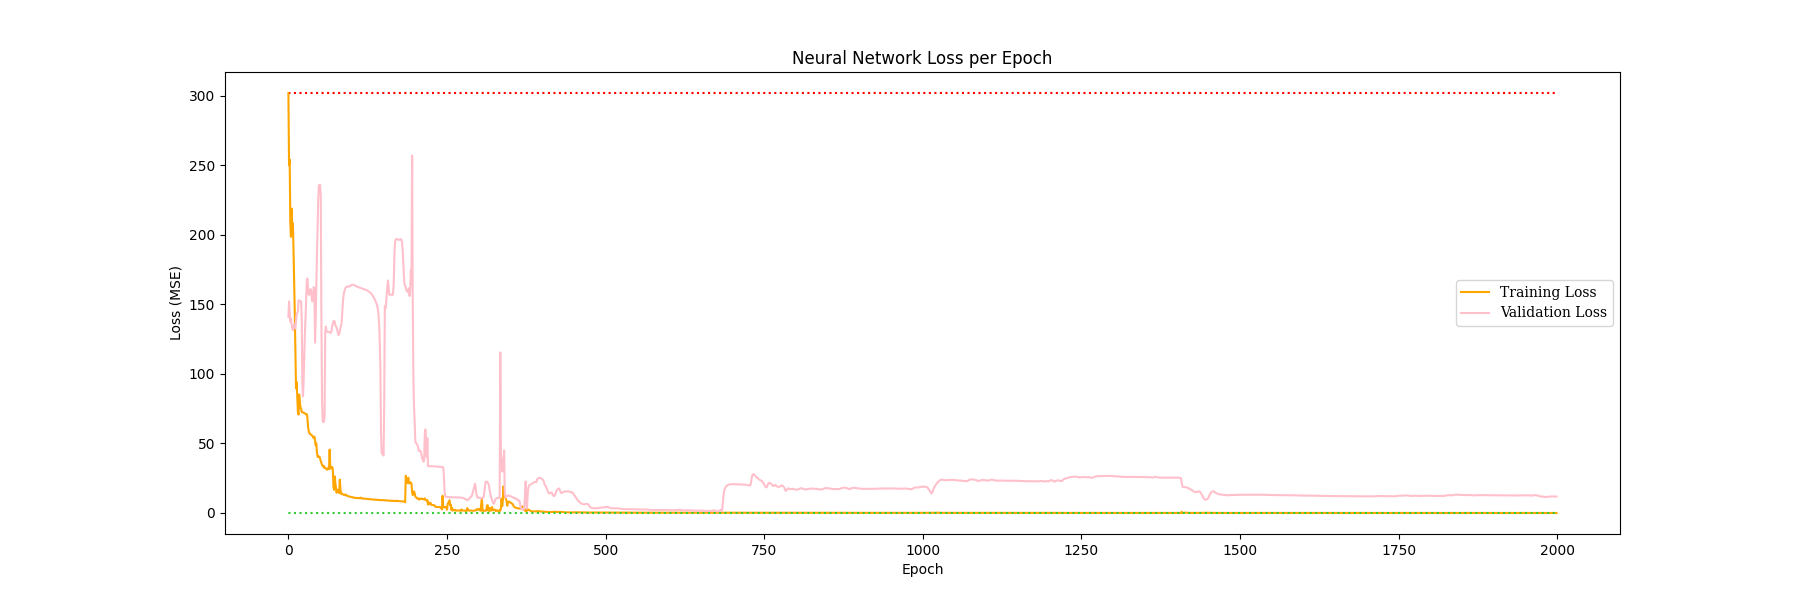 Neural Network Loss per Epoch
300
250
200
150
100
50
0
Loss (MSE)
Training Loss
Validation Loss
0 250 500 750 1000 1250 1500 1750 2000
Epoch